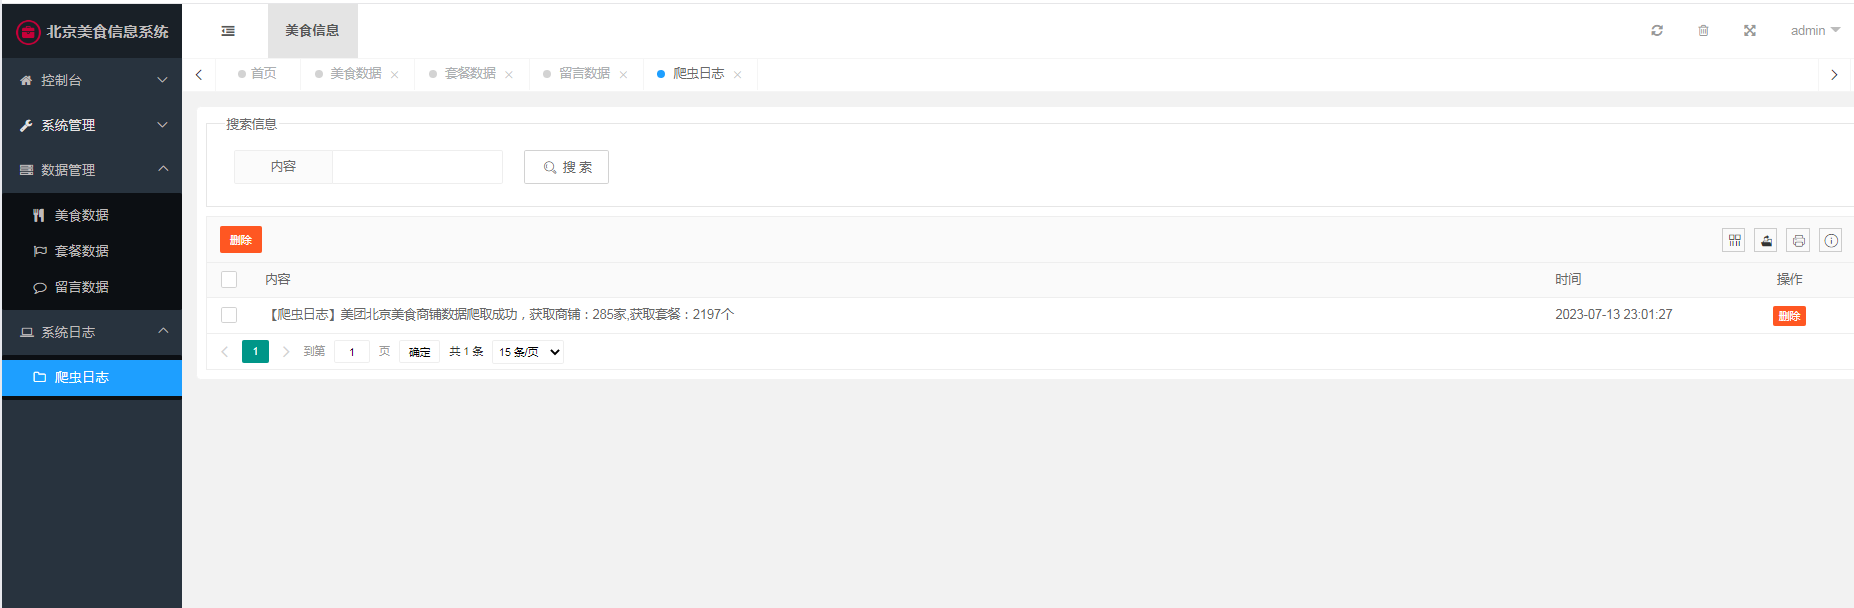 北京美食信息系统
美食信息
admin
控制台
系统管理
数据管理
美食数据
套餐数据
留言数据
系统日志
爬虫日志
首页 美食数据 套餐数据 留言数据 爬虫日志
搜索信息
内容
搜 索
删除
内容 时间 操作
【爬虫日志】美团北京美食商铺数据爬取成功，获取商铺：285家,获取套餐：2197个 2023-07-13 23:01:27 删除
1 到第 1 页 确定 共 1 条 15 条/页